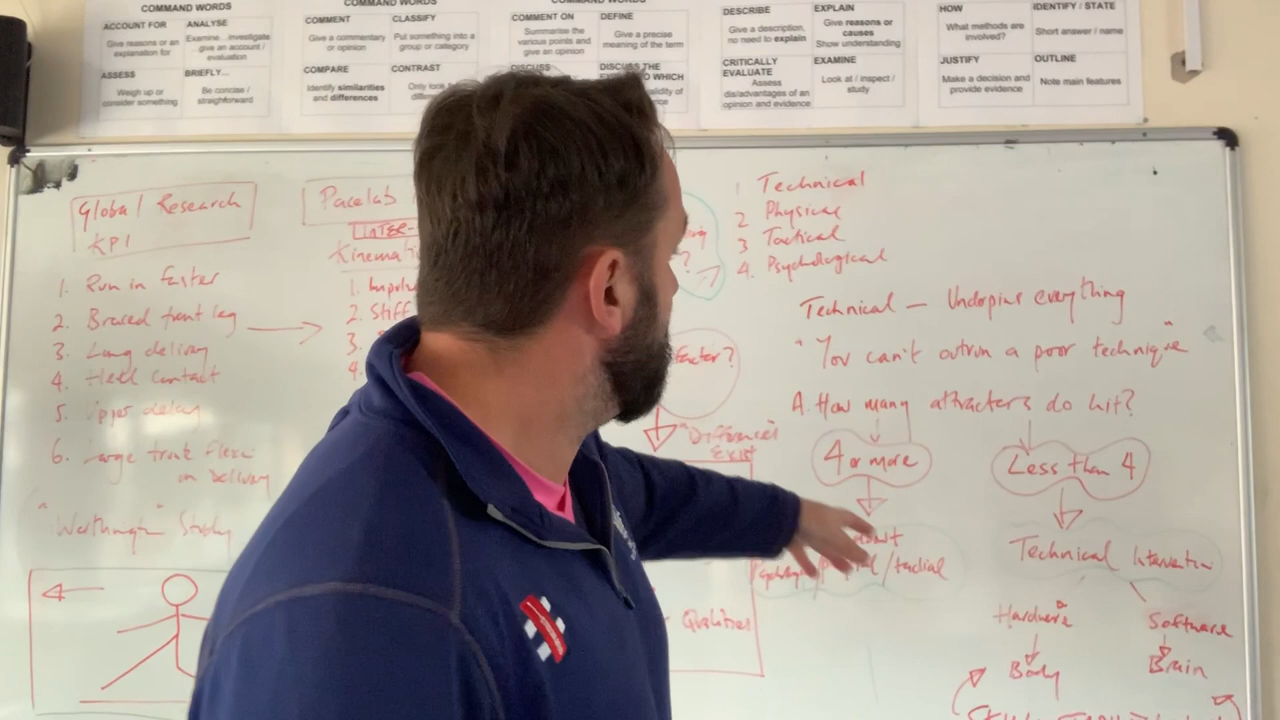 COMMAND WORDS
ACCOUNT FOR
Give reasons or an
explanation for
ANALYSE
Examine... investigate
give an account /
evaluation
ASSESS
Weigh up or
consider something
BRIEFLY...
Be concise /
straightforward
COMMAND WORDS
COMMENT
Give a commentary
or opinion
CLASSIFY
Put something into a
group or category
COMPARE
Identify similarities
and differences
CONTRAST
Only look
COMMAND WORDS
COMMENT ON
Summarise the
various points and
give an opinion
DEFINE
Give a precise
meaning of the term
DISCUSS
DISCUSS THE
TO WHICH
validity of
DESCRIBE
Give a description,
no need to explain
EXPLAIN
Give reasons or
causes
Show understanding
CRITICALLY
EVALUATE
Assess
dis/advantages of an
opinion and evidence
EXAMINE
Look at / inspect /
study
HOW
What methods are
involved?
IDENTIFY / STATE
Short answer / name
JUSTIFY
Make a decision and
provide evidence
OUTLINE
Note main features
Global Research
KPI
1. Run in faster
2. Braced front leg
3. Long delivery
4. Heel Contact
5. Upper delay
6. Large trunk Flexn
on Delivery
"Worthington" Study
Pacelab
INTER-
Kinemati
1. Impuls
2. Stiff
3.
4.
?
factor?
"Differences
Exist
Qualities
1 Technical
2 Physical
3 Tactical
4. Psychological
Technical — Underpins everything
"You can't outrun a poor technique"
A. How many attractors do hit?
4 or more
Less than 4
/tactical
Technical Intervention
Hardware
Body
Software
Brain